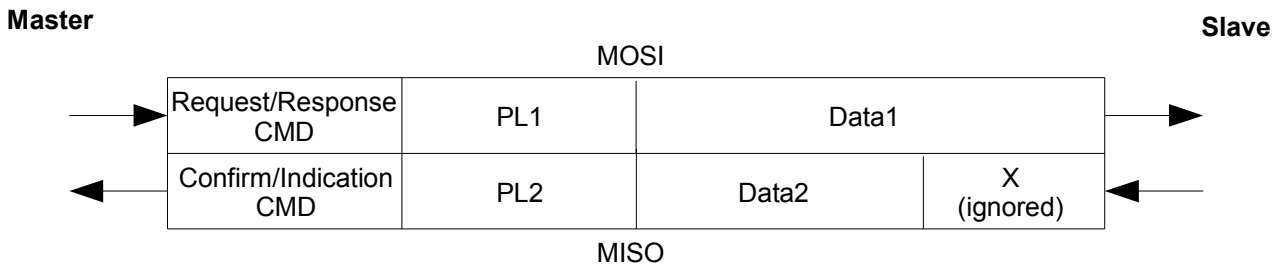 Master
Slave
MOSI
Request/Response
CMD
PL1
Data1
Confirm/Indication
CMD
PL2
Data2
X
(ignored)
MISO